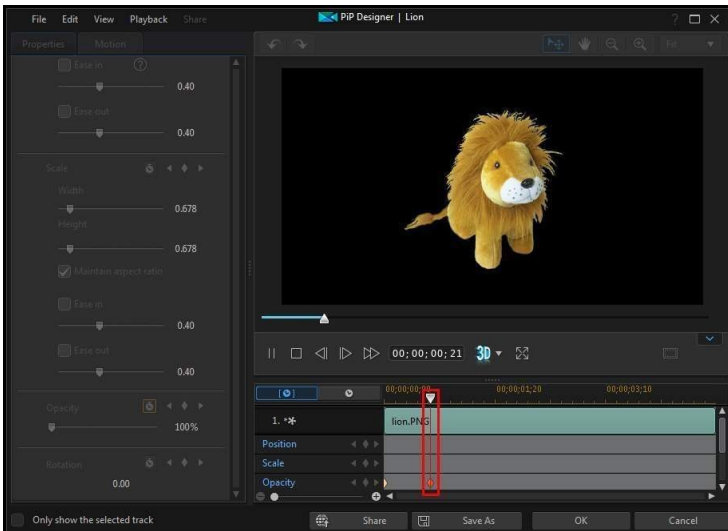 File Edit View Playback Share
PiP Designer | Lion
? X
Properties Motion
Fit
Ease in ?
0.40
Ease out
0.40
Scale
Width
0.678
Height
0.678
Maintain aspect ratio
Ease in
0.40
Ease out
0.40
Opacity
100%
Rotation
0.00
00; 00; 00; 21 3D
00;00;00;00 00;00;01;20 00;00;03;10
1. lion.PNG
Position
Scale
Opacity
Only show the selected track
Share Save As OK Cancel